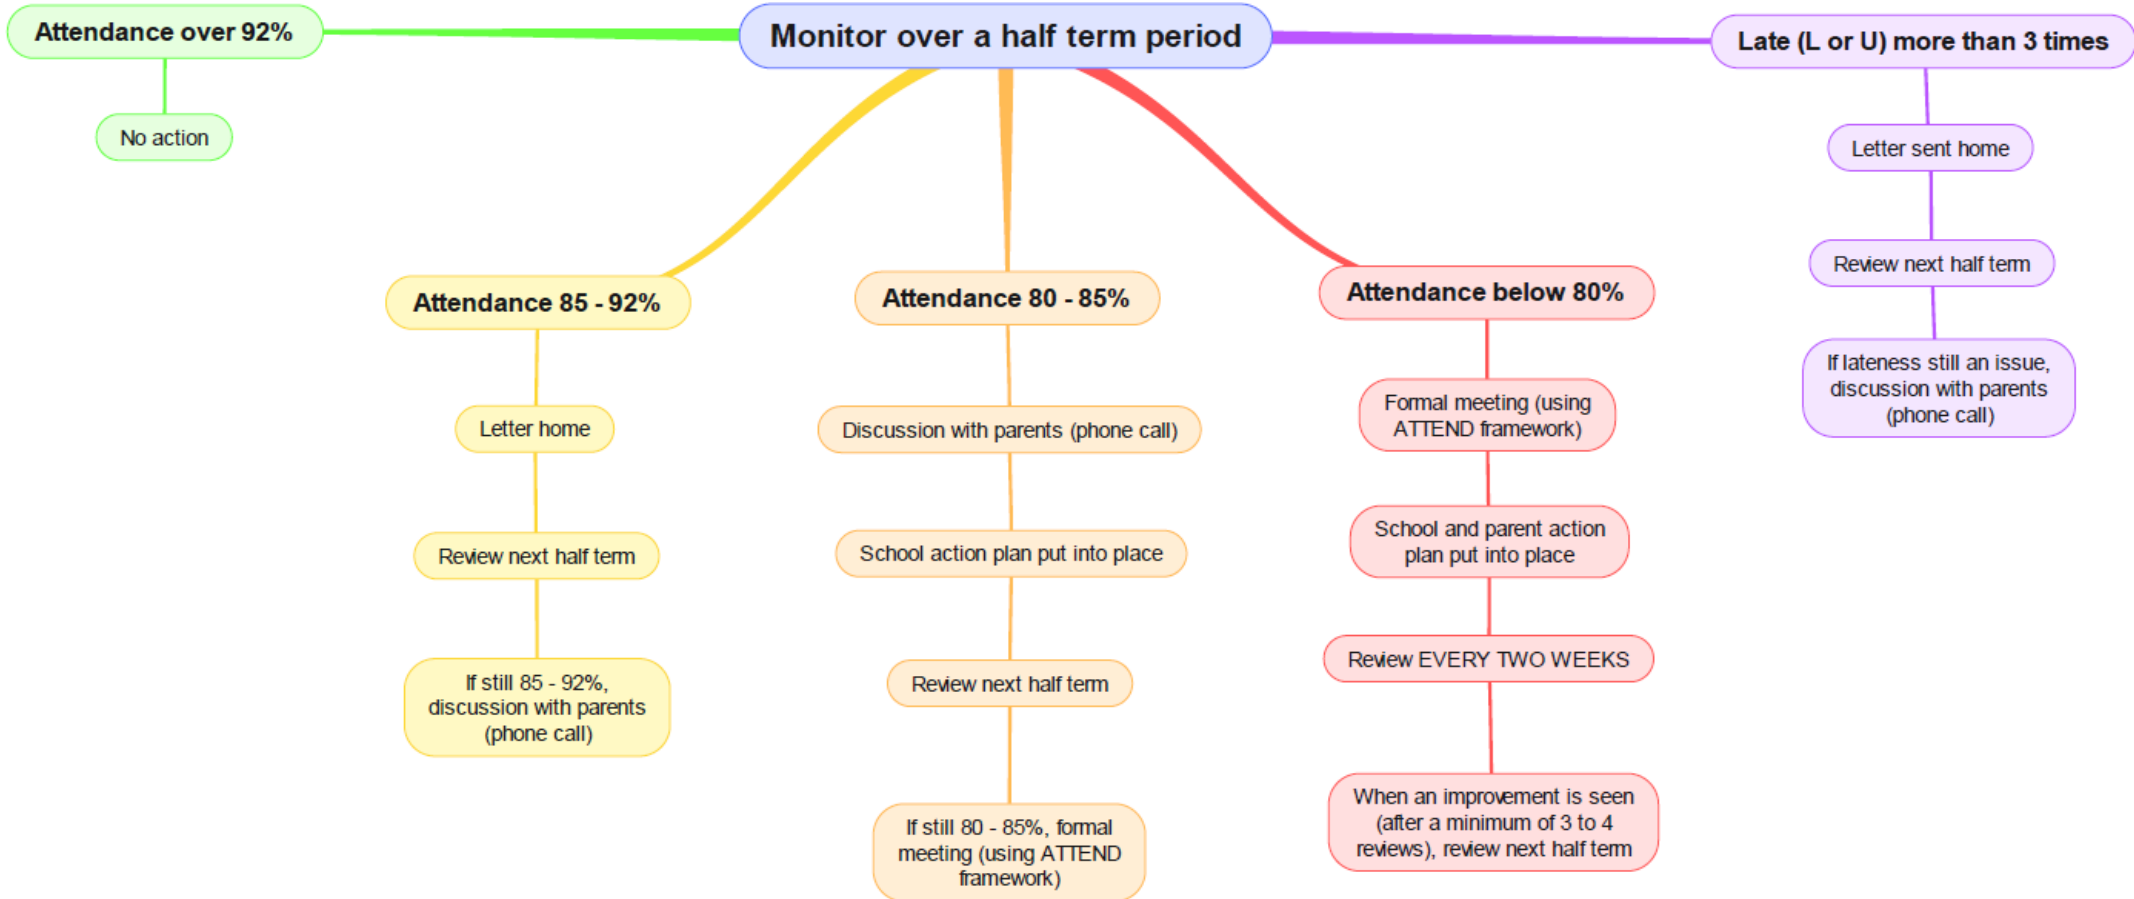 Monitor over a half term period
Attendance over 92%
No action
Attendance 85 - 92%
Letter home
Review next half term
If still 85 - 92%,
discussion with parents
(phone call)
Attendance 80 - 85%
Discussion with parents (phone call)
School action plan put into place
Review next half term
If still 80 - 85%, formal
meeting (using ATTEND
framework)
Attendance below 80%
Formal meeting (using
ATTEND framework)
School and parent action
plan put into place
Review EVERY TWO WEEKS
When an improvement is seen
(after a minimum of 3 to 4
reviews), review next half term
Late (L or U) more than 3 times
Letter sent home
Review next half term
If lateness still an issue,
discussion with parents
(phone call)